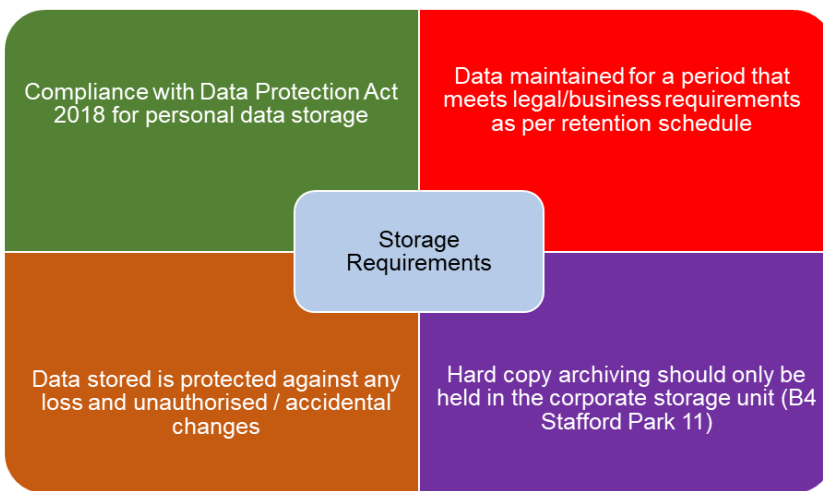 Compliance with Data Protection Act
2018 for personal data storage
Data maintained for a period that
meets legal/business requirements
as per retention schedule
Storage
Requirements
Data stored is protected against any
loss and unauthorised / accidental
changes
Hard copy archiving should only be
held in the corporate storage unit (B4
Stafford Park 11)